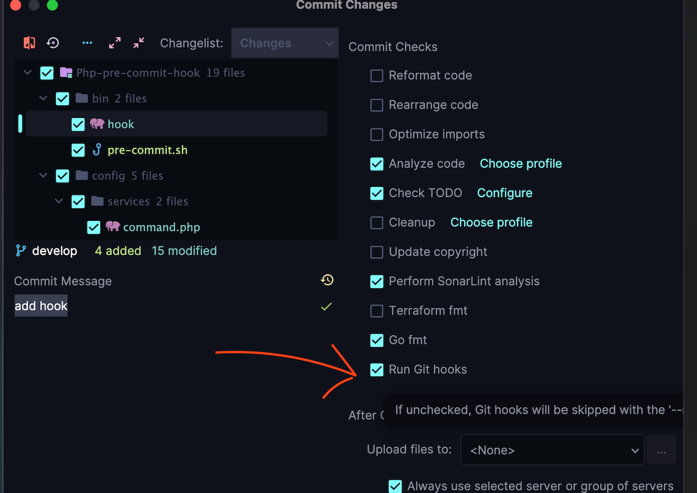 Commit Changes
Changelist: Changes
Php-pre-commit-hook 19 files
bin 2 files
hook
pre-commit.sh
config 5 files
services 2 files
command.php
develop 4 added 15 modified
Commit Message
add hook
Commit Checks
Reformat code
Rearrange code
Optimize imports
Analyze code Choose profile
Check TODO Configure
Cleanup Choose profile
Update copyright
Perform SonarLint analysis
Terraform fmt
Go fmt
Run Git hooks
If unchecked, Git hooks will be skipped with the '--
After
Upload files to: <None> ...
Always use selected server or group of servers